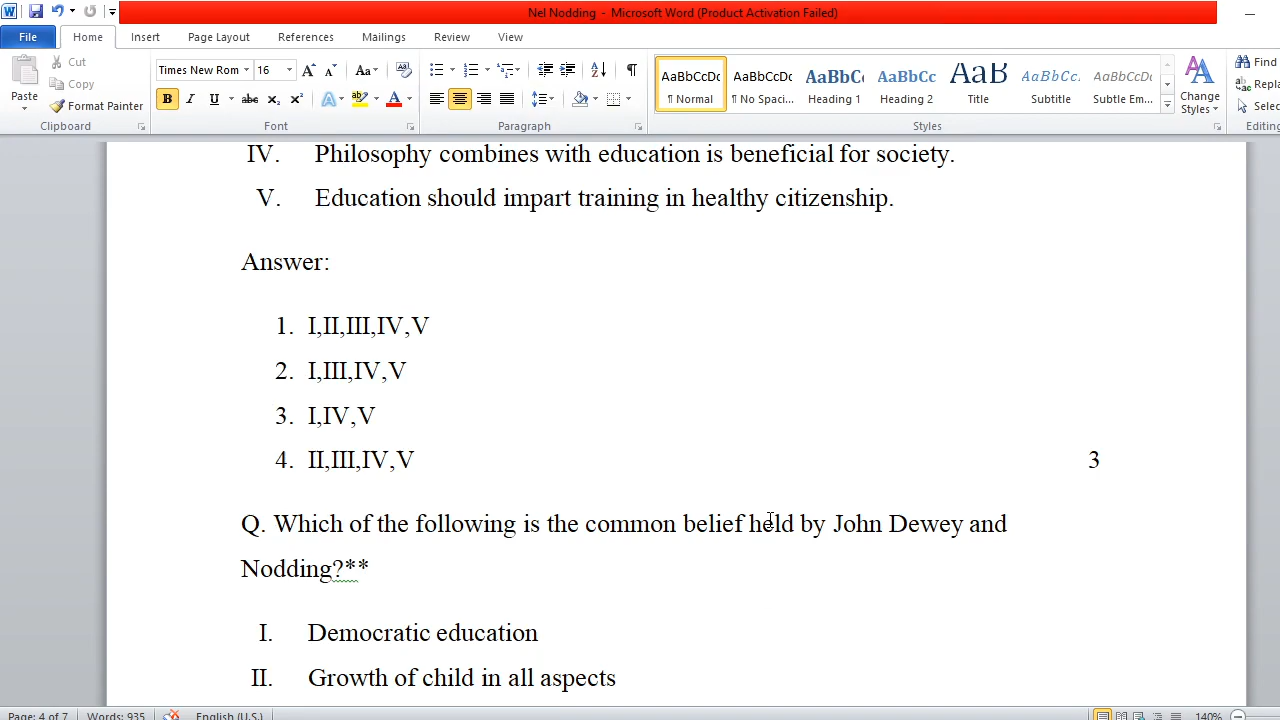 Nel Nodding - Microsoft Word (Product Activation Failed)
File Home Insert Page Layout References Mailings Review View
Cut
Copy
Format Painter
Paste
Times New Rom 16
AaBbCcDc AaBbCcDc AaBbCc AaBbCc AaB AaBbCc. AaBbCcDc
¶ Normal ¶ No Spaci... Heading 1 Heading 2 Title Subtitle Subtle Em...
Change Styles
Find
Clipboard Font Paragraph Styles Editing
IV. Philosophy combines with education is beneficial for society.
V. Education should impart training in healthy citizenship.
Answer:
1. I,II,III,IV,V
2. I,III,IV,V
3. I,IV,V
4. II,III,IV,V 3
Q. Which of the following is the common belief held by John Dewey and
Nodding?**
I. Democratic education
II. Growth of child in all aspects
Page: 4 of 7 Words: 935 English (U.S.) 140%